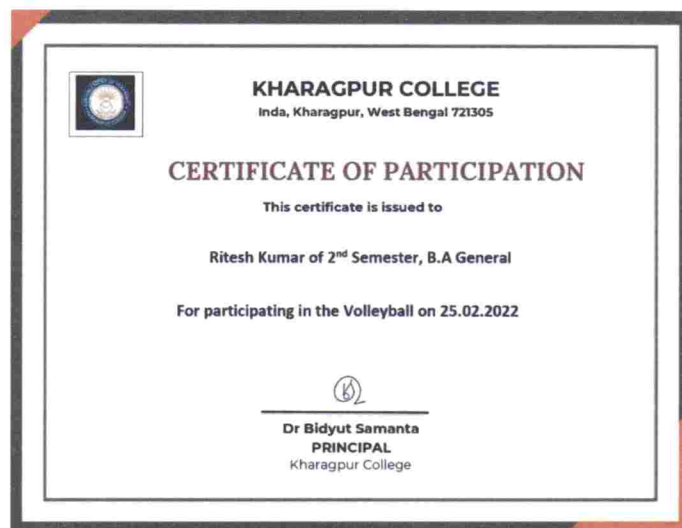 KHARAGPUR COLLEGE
Inda, Kharagpur, West Bengal 721305
CERTIFICATE OF PARTICIPATION
This certificate is issued to
Ritesh Kumar of 2nd Semester, B.A General
For participating in the Volleyball on 25.02.2022
Dr Bidyut Samanta
PRINCIPAL
Kharagpur College